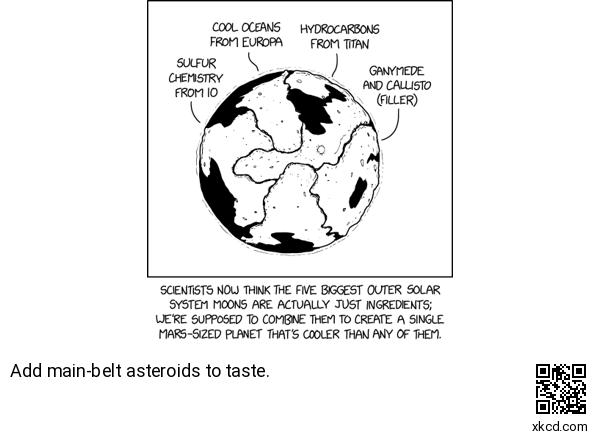 COOL OCEANS
FROM EUROPA
HYDROCARBONS
FROM TITAN
SULFUR
CHEMISTRY
FROM IO
GANYMEDE
AND CALLISTO
(FILLER)
SCIENTISTS NOW THINK THE FIVE BIGGEST OUTER SOLAR
SYSTEM MOONS ARE ACTUALLY JUST INGREDIENTS;
WE'RE SUPPOSED TO COMBINE THEM TO CREATE A SINGLE
MARS-SIZED PLANET THAT'S COOLER THAN ANY OF THEM.
Add main-belt asteroids to taste.
xkcd.com